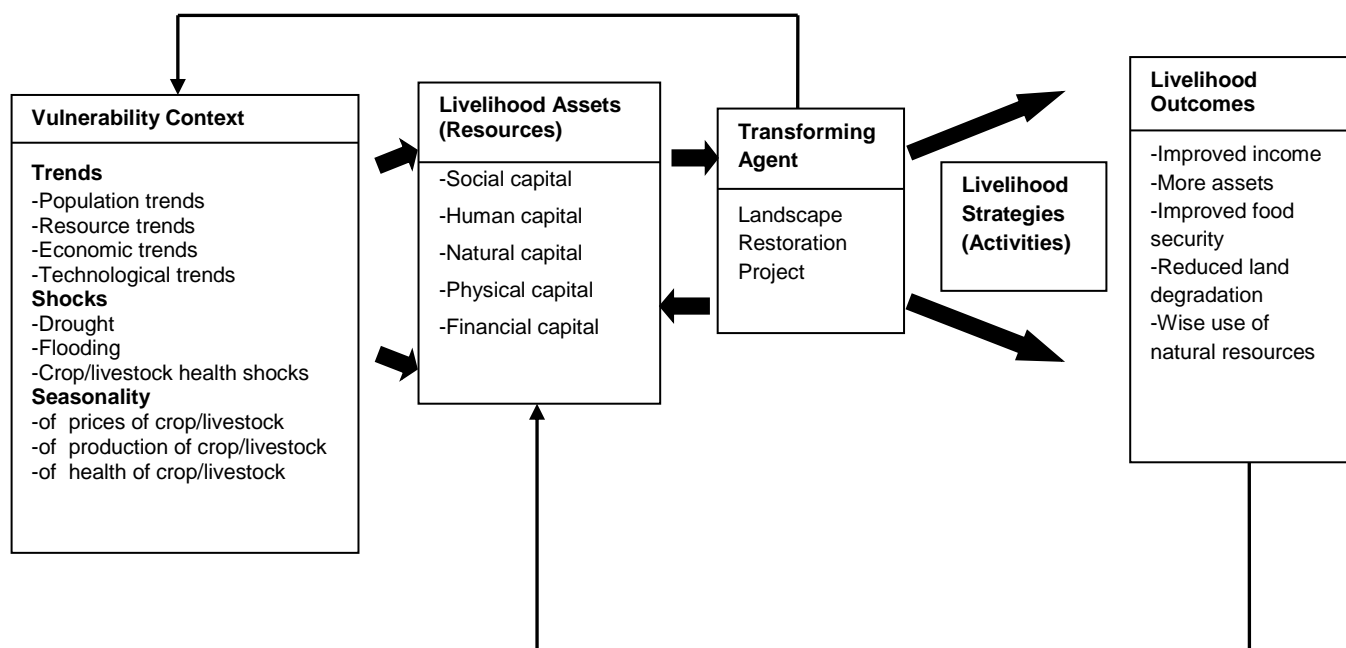 Vulnerability Context
Trends
-Population trends
-Resource trends
-Economic trends
-Technological trends
Shocks
-Drought
-Flooding
-Crop/livestock health shocks
Seasonality
-of prices of crop/livestock
-of production of crop/livestock
-of health of crop/livestock
Livelihood Assets
(Resources)
-Social capital
-Human capital
-Natural capital
-Physical capital
-Financial capital
Transforming
Agent
Landscape
Restoration
Project
Livelihood
Strategies
(Activities)
Livelihood
Outcomes
-Improved income
-More assets
-Improved food
security
-Reduced land
degradation
-Wise use of
natural resources